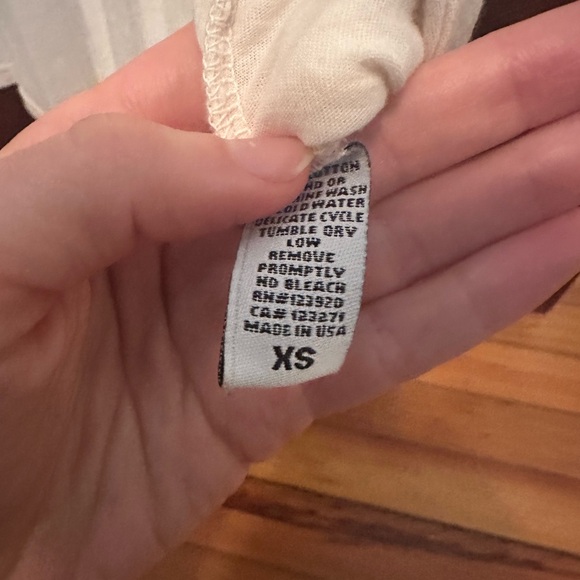 OR
WASH
WATER
DELICATE CYCLE
TUMBLE DRY
LOW
REMOVE
PROMPTLY
NO BLEACH
RN#123920
CA# 123271
MADE IN USA
XS